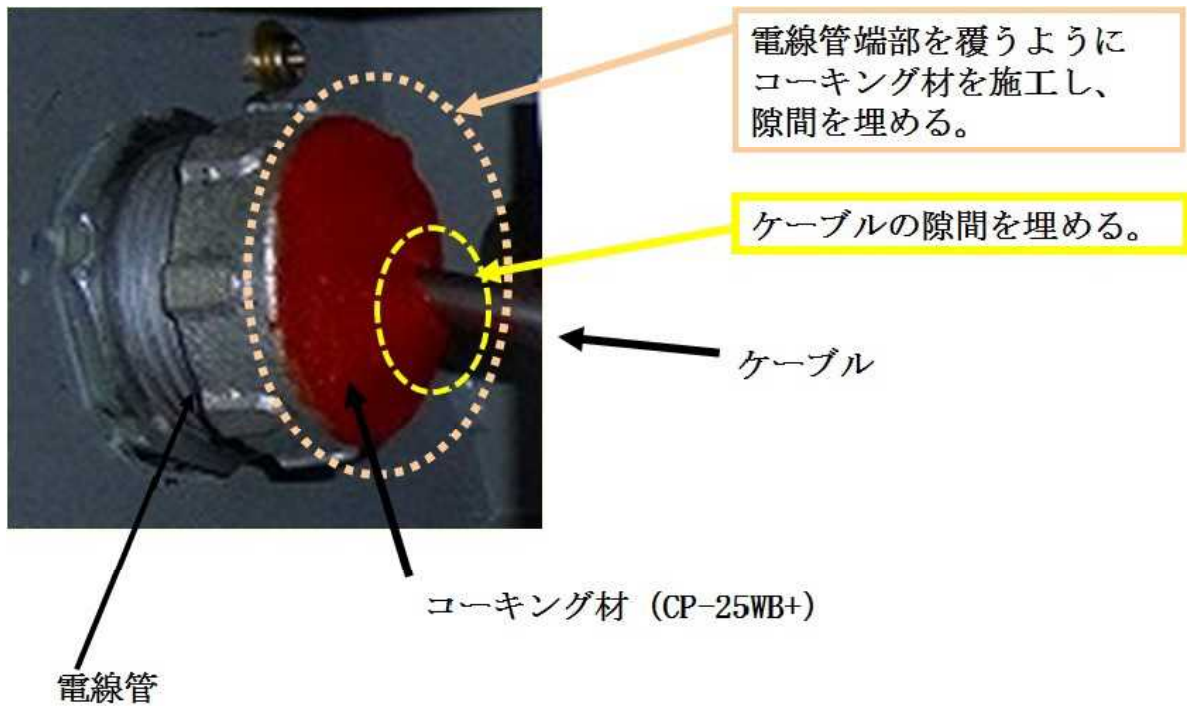 電線管端部を覆うように
コーキング材を施工し、
隙間を埋める。
ケーブルの隙間を埋める。
ケーブル
コーキング材 (CP-25WB+)
電線管